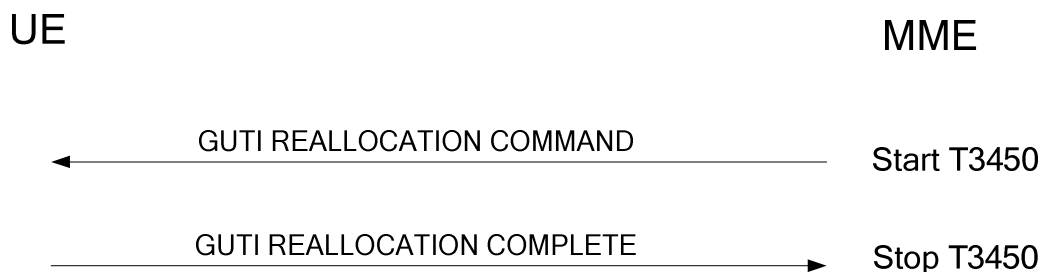 UE
MME
GUTI REALLOCATION COMMAND
Start T3450
GUTI REALLOCATION COMPLETE
Stop T3450